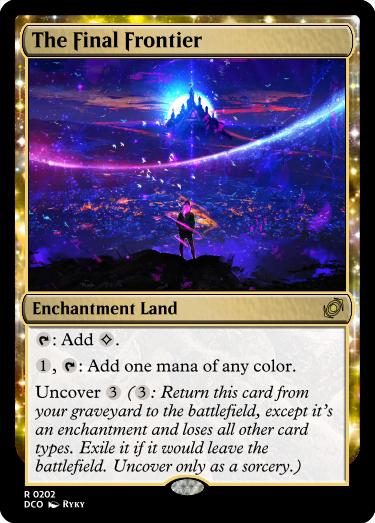 The Final Frontier
Enchantment Land
: Add .
1, : Add one mana of any color.
Uncover 3 (3: Return this card from
your graveyard to the battlefield, except it's
an enchantment and loses all other card
types. Exile it if it would leave the
battlefield. Uncover only as a sorcery.)
R 0202
DCO Ryky